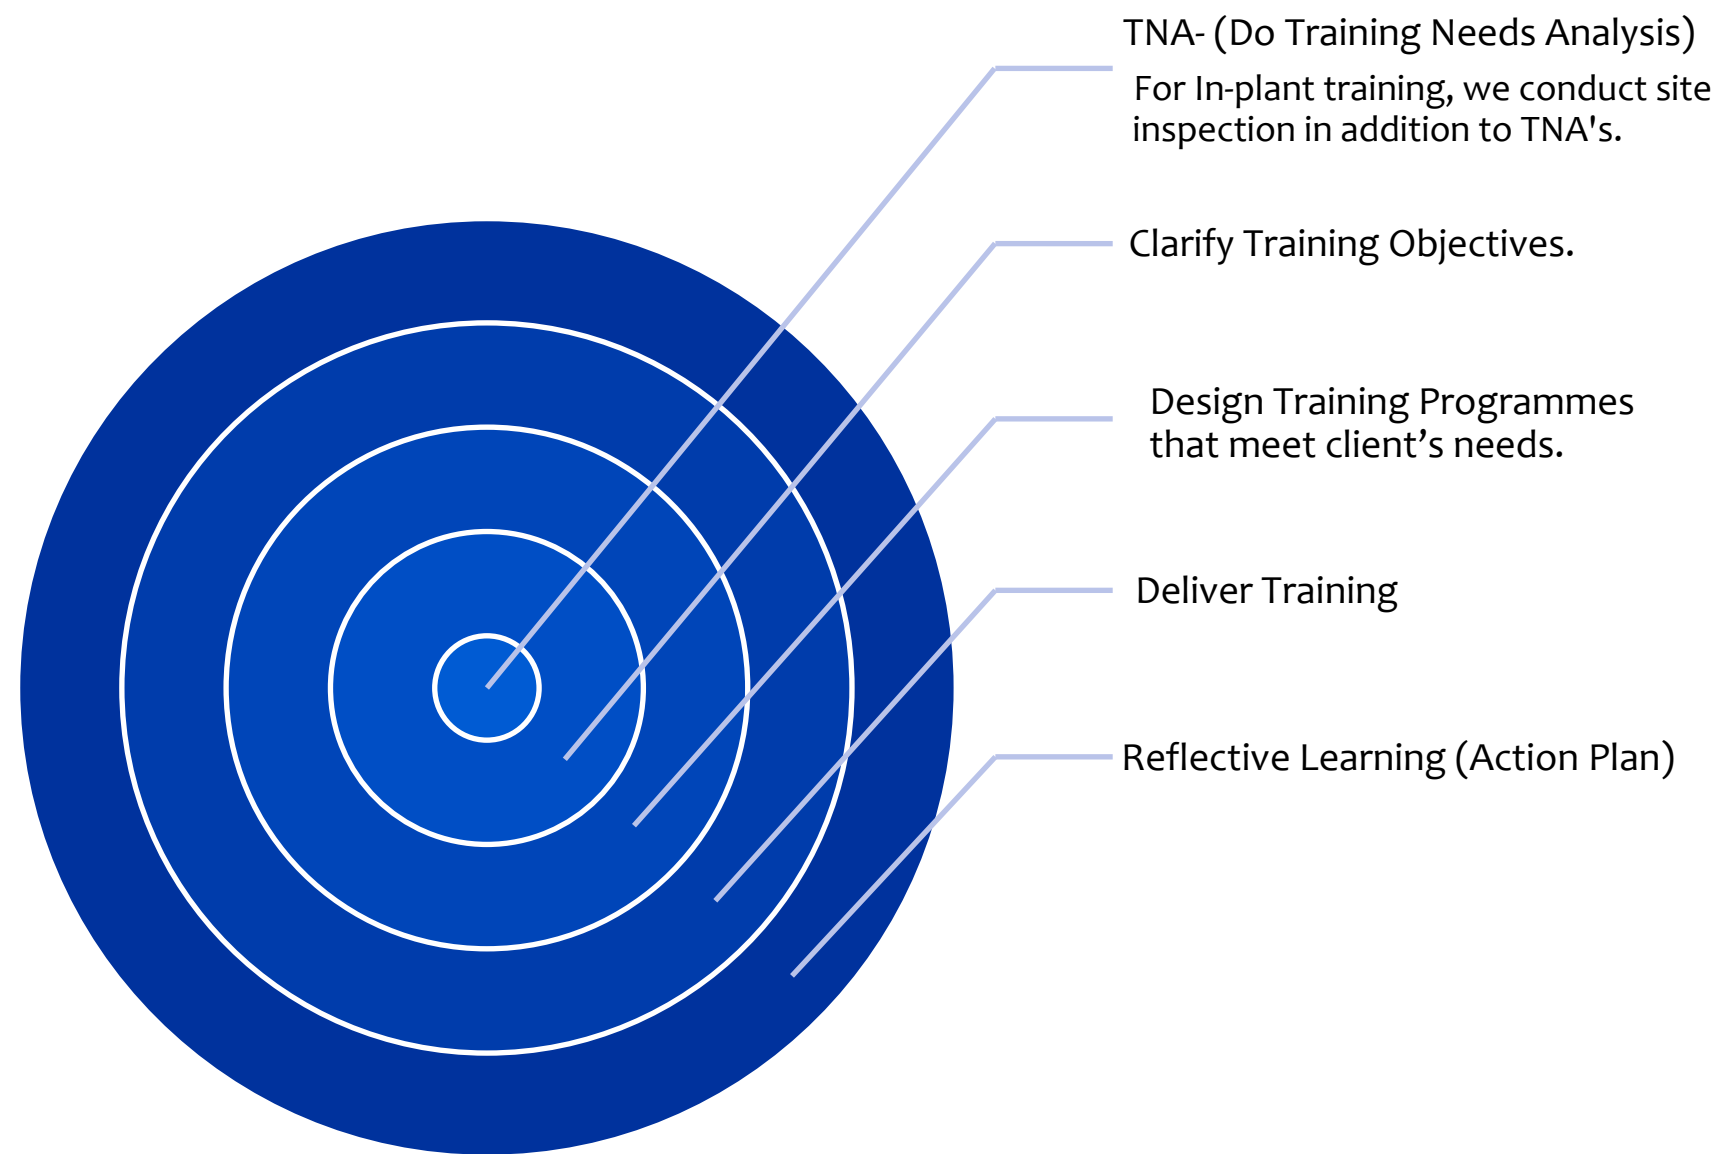 TNA- (Do Training Needs Analysis)
For In-plant training, we conduct site
inspection in addition to TNA's.
Clarify Training Objectives.
Design Training Programmes
that meet client’s needs.
Deliver Training
Reflective Learning (Action Plan)